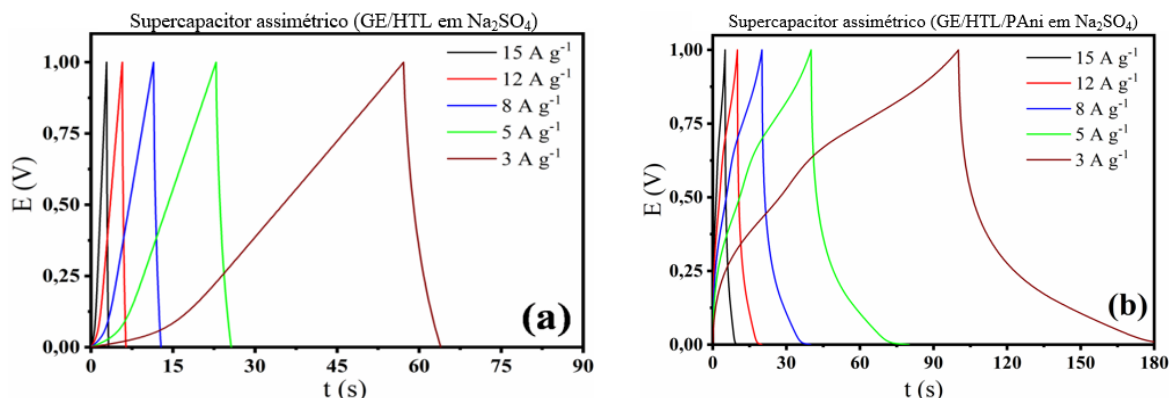 Supercapacitor assimétrico (GE/HTL em Na₂SO₄)
1,00
0,75
0,50
0,25
0,00
E (V)
15 A g⁻¹
12 A g⁻¹
8 A g⁻¹
5 A g⁻¹
3 A g⁻¹
(a)
0 15 30 45 60
t (s)
Supercapacitor assimétrico (GE/HTL/PAni em Na₂SO₄)
1,00
0,75
0,50
0,25
0,00
E (V)
15 A g⁻¹
12 A g⁻¹
8 A g⁻¹
5 A g⁻¹
3 A g⁻¹
(b)
0 30 60 90 120 150 180
t (s)